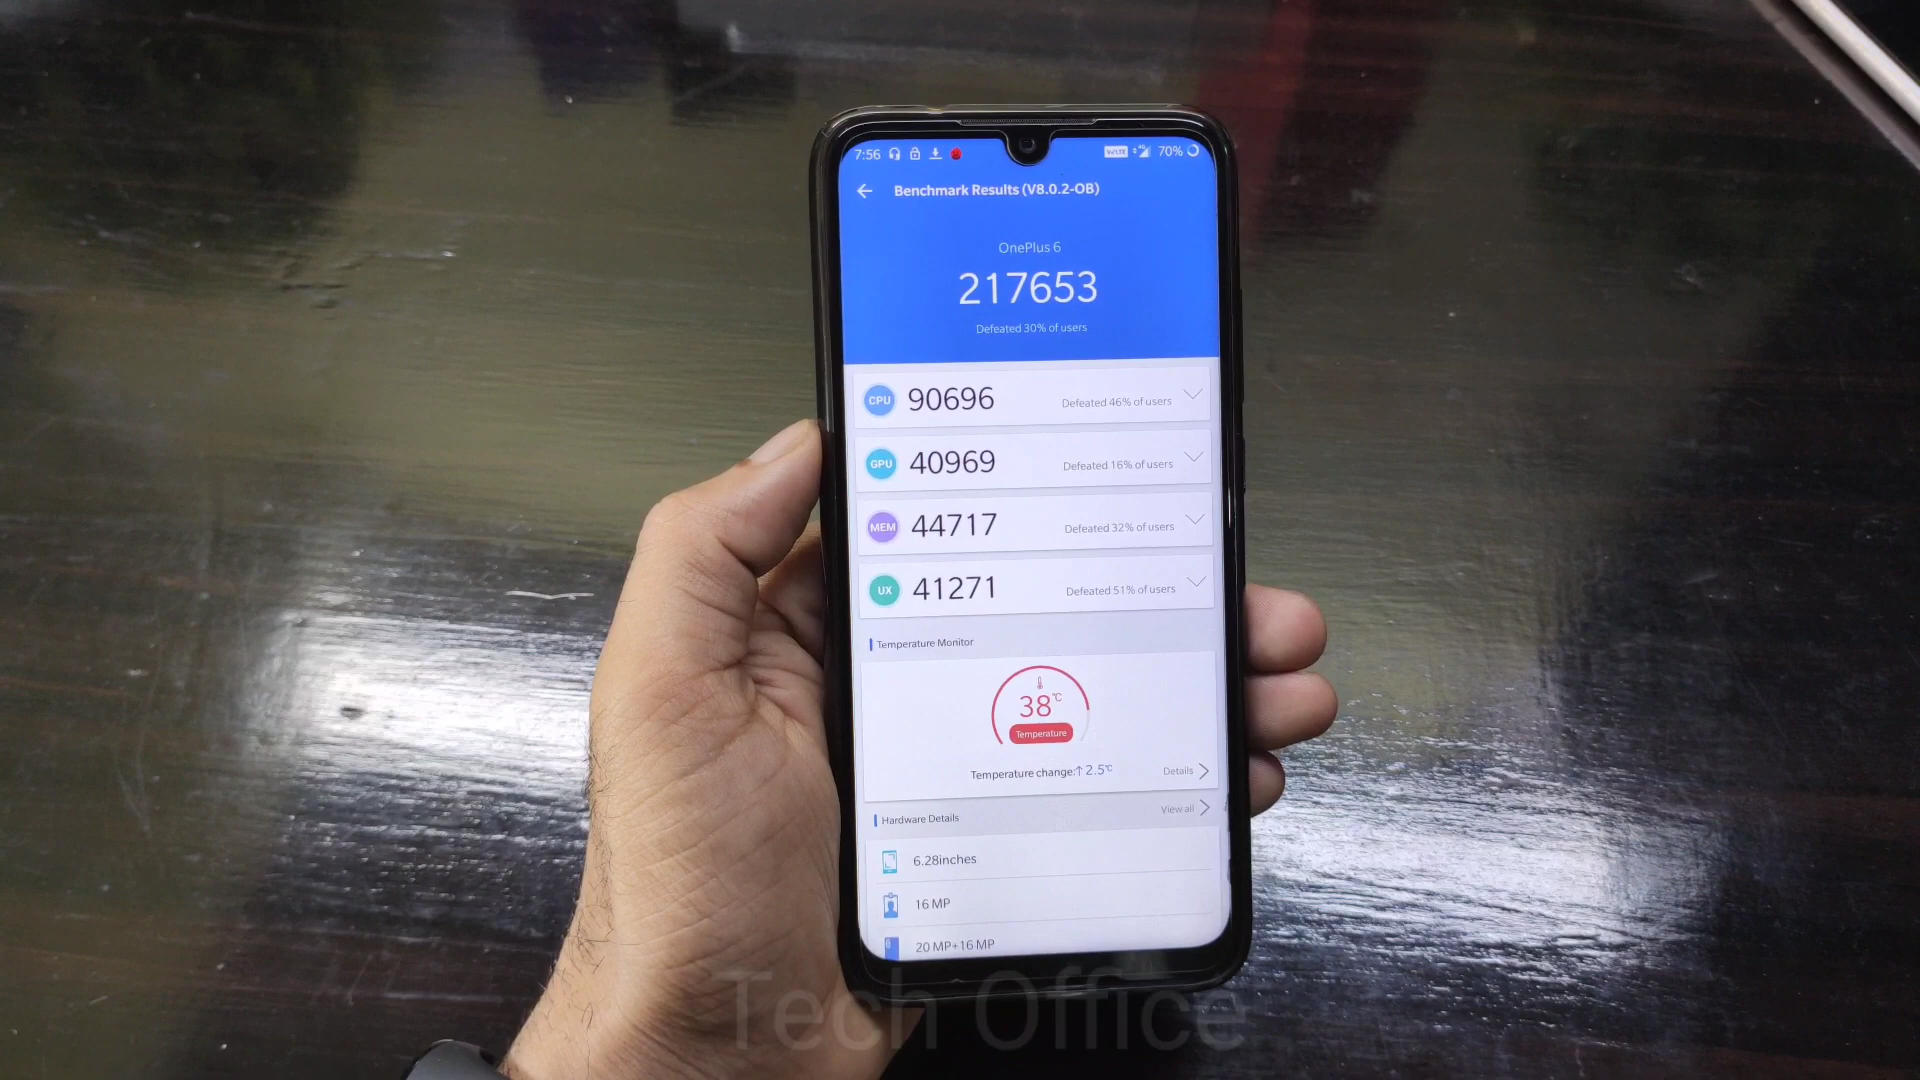 7:56
VoLTE 4G 70%
Benchmark Results (V8.0.2-OB)
OnePlus 6
217653
Defeated 30% of users
CPU 90696 Defeated 46% of users
GPU 40969 Defeated 16% of users
MEM 44717 Defeated 32% of users
UX 41271 Defeated 51% of users
Temperature Monitor
38°C
Temperature
Temperature change:↑2.5°C Details
Hardware Details View all
6.28inches
16 MP
20 MP+16 MP
Tech Office